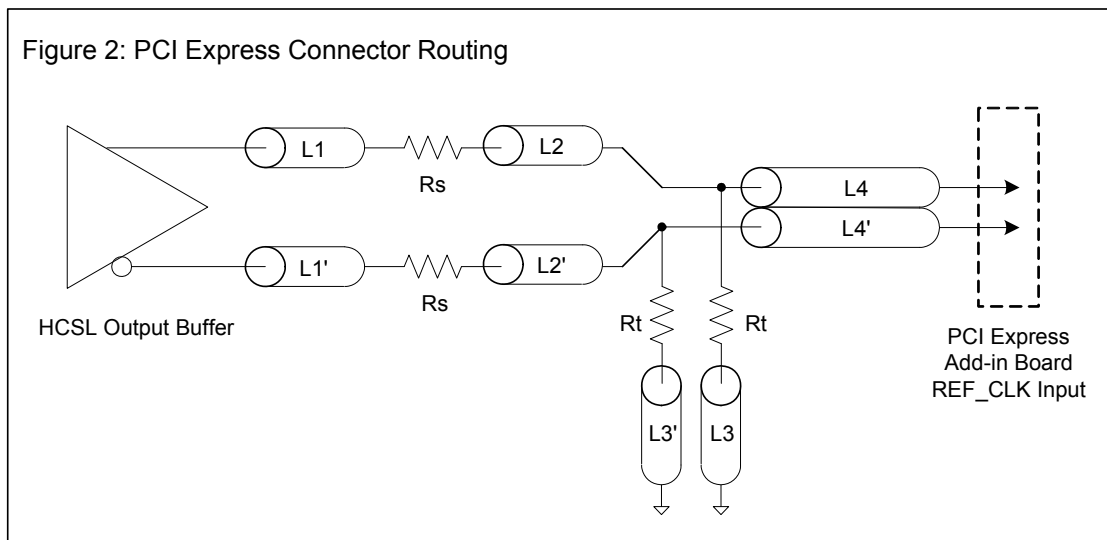 Figure 2: PCI Express Connector Routing
L1
Rs
L2
L4
L4'
L1'
Rs
L2'
HCSL Output Buffer
Rt
Rt
L3'
L3
PCI Express
Add-in Board
REF_CLK Input